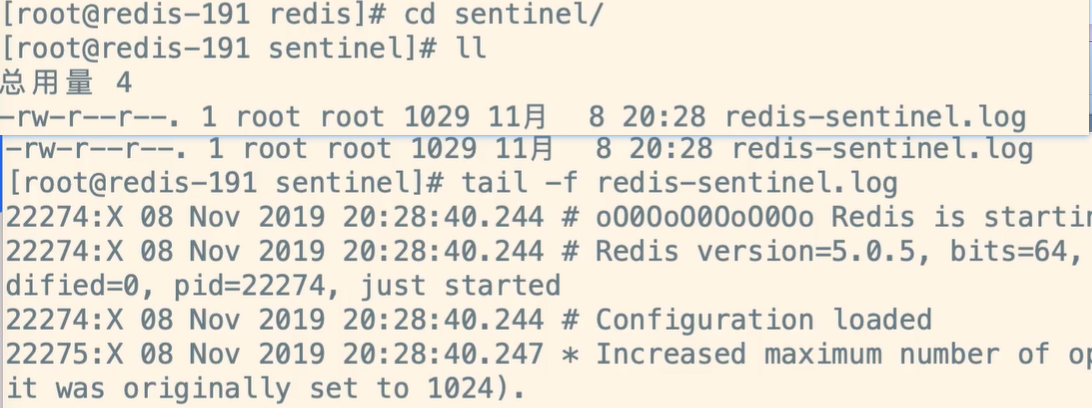 [root@redis-191 redis]# cd sentinel/
[root@redis-191 sentinel]# ll
总用量 4
-rw-r--r--. 1 root root 1029 11月  8 20:28 redis-sentinel.log
-rw-r--r--. 1 root root 1029 11月  8 20:28 redis-sentinel.log
[root@redis-191 sentinel]# tail -f redis-sentinel.log
22274:X 08 Nov 2019 20:28:40.244 # oO0OoO0OoO0Oo Redis is startin
22274:X 08 Nov 2019 20:28:40.244 # Redis version=5.0.5, bits=64,
dified=0, pid=22274, just started
22274:X 08 Nov 2019 20:28:40.244 # Configuration loaded
22275:X 08 Nov 2019 20:28:40.247 * Increased maximum number of op
it was originally set to 1024).